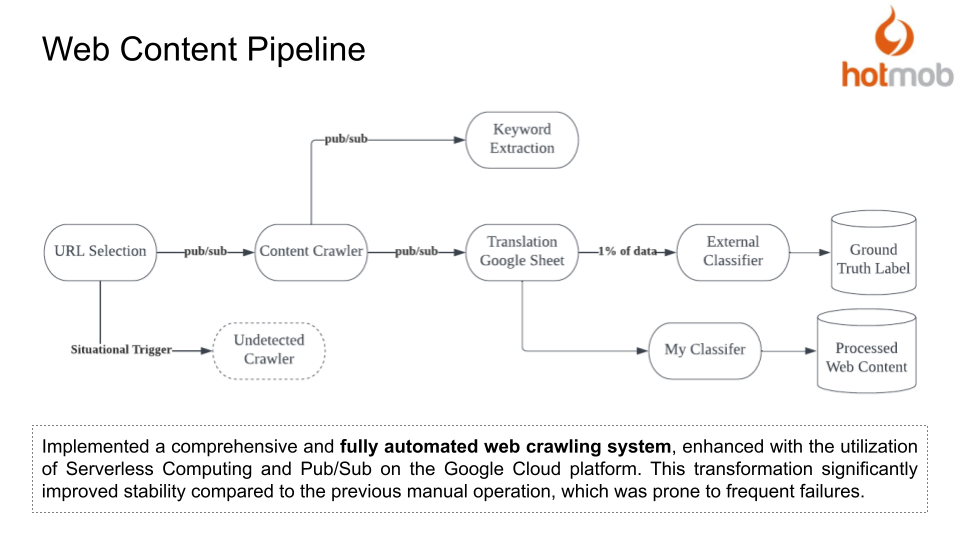 Web Content Pipeline
hotmob
pub/sub
Keyword
Extraction
URL Selection
pub/sub
Content Crawler
pub/sub
Translation
Google Sheet
1% of data
External
Classifier
Ground
Truth Label
Situational Trigger
Undetected
Crawler
My Classifer
Processed
Web Content
Implemented a comprehensive and fully automated web crawling system, enhanced with the utilization
of Serverless Computing and Pub/Sub on the Google Cloud platform. This transformation significantly
improved stability compared to the previous manual operation, which was prone to frequent failures.